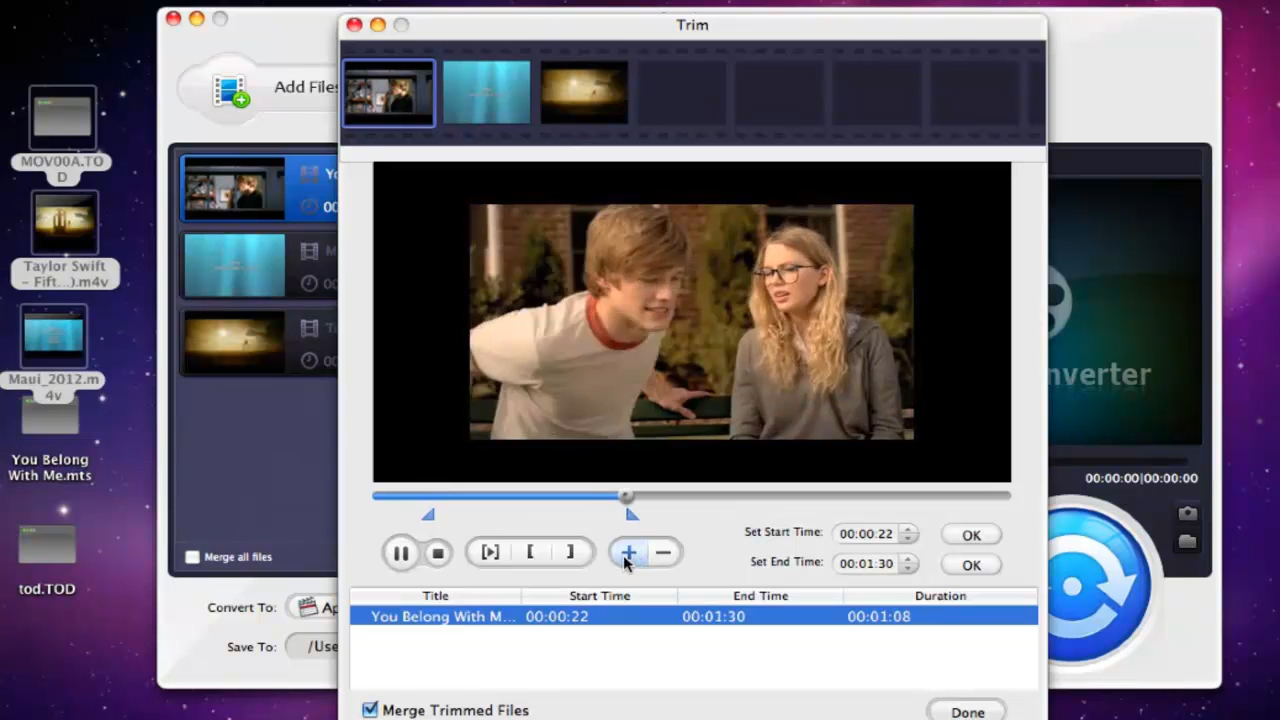 Trim
Add Files
MOV00A.TO
D
Taylor Swift
– Fift...).m4v
Maui_2012.m
4v
You Belong
With Me.mts
tod.TOD
nverter
00:00:00|00:00:00
Merge all files
Convert To:
Ap
Save To:
/Use
Set Start Time:
00:00:22
OK
Set End Time:
00:01:30
OK
Title
Start Time
End Time
Duration
You Belong With M...
00:00:22
00:01:30
00:01:08
Merge Trimmed Files
Done